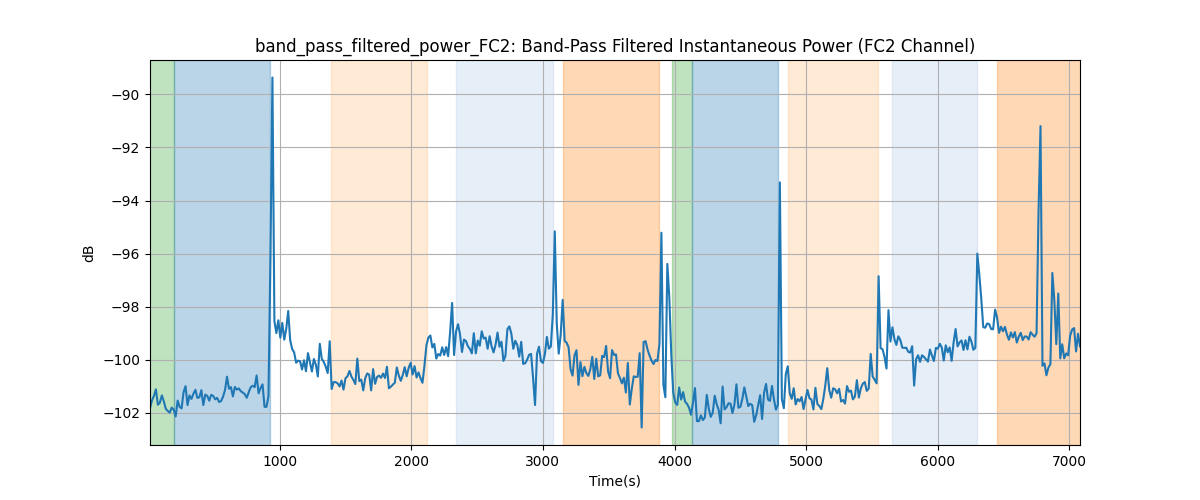 band_pass_filtered_power_FC2: Band-Pass Filtered Instantaneous Power (FC2 Channel)
−90
−92
−94
−96
−98
−100
−102
dB
1000 2000 3000 4000 5000 6000 7000
Time(s)